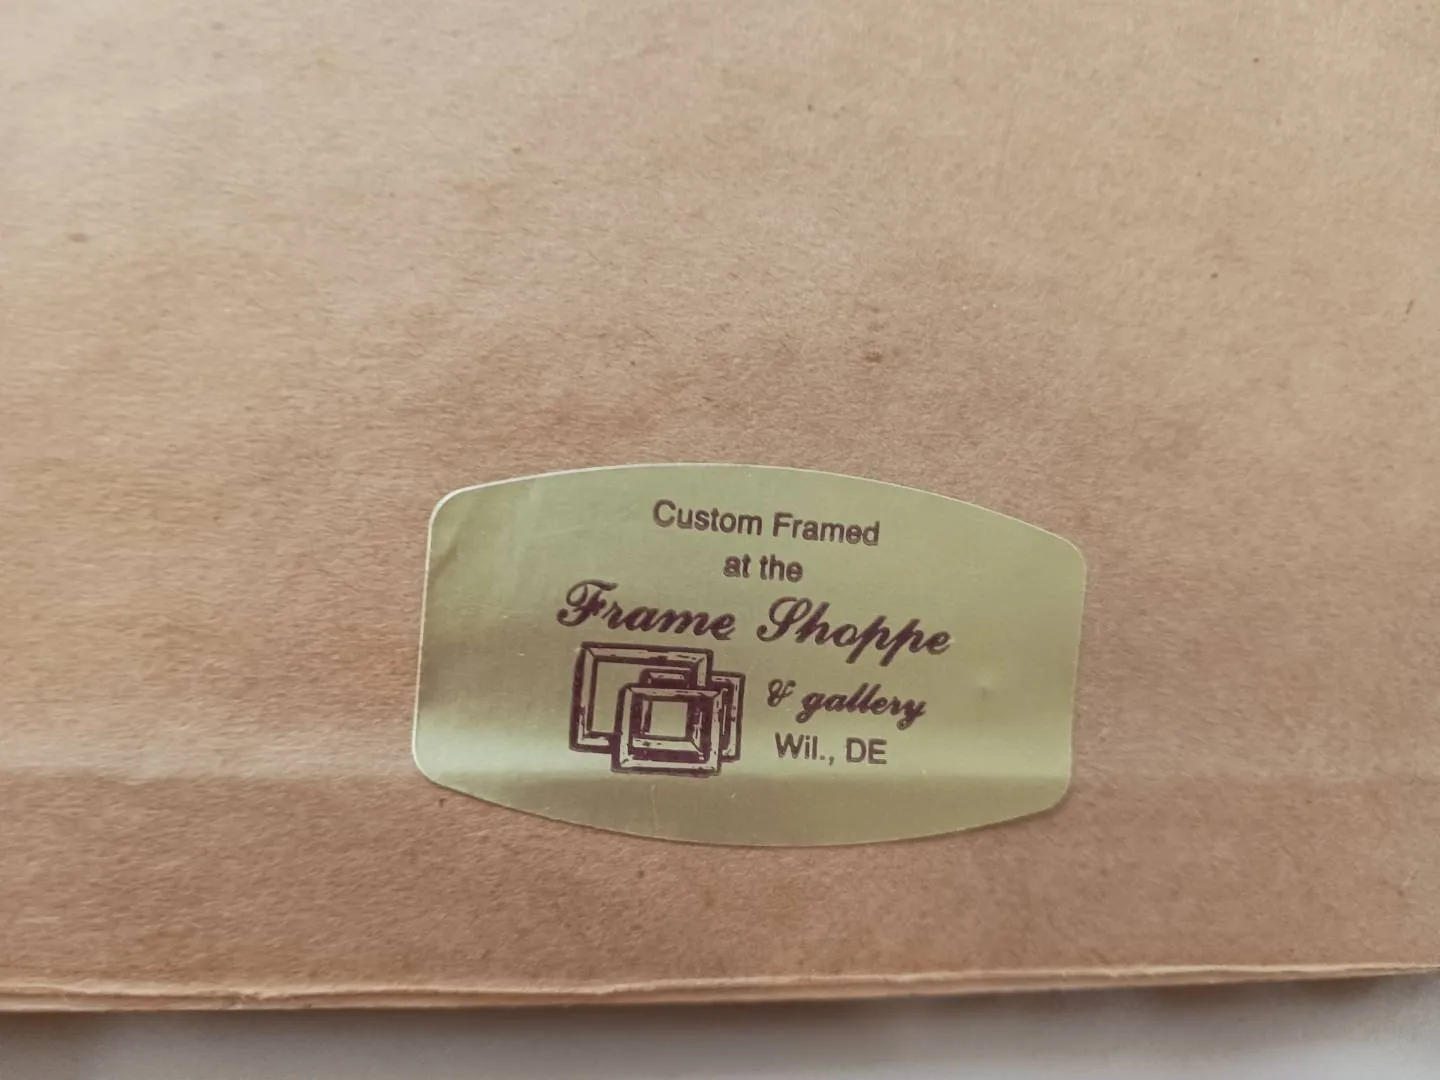 Custom Framed
at the
Frame Shoppe
& gallery
Wil., DE